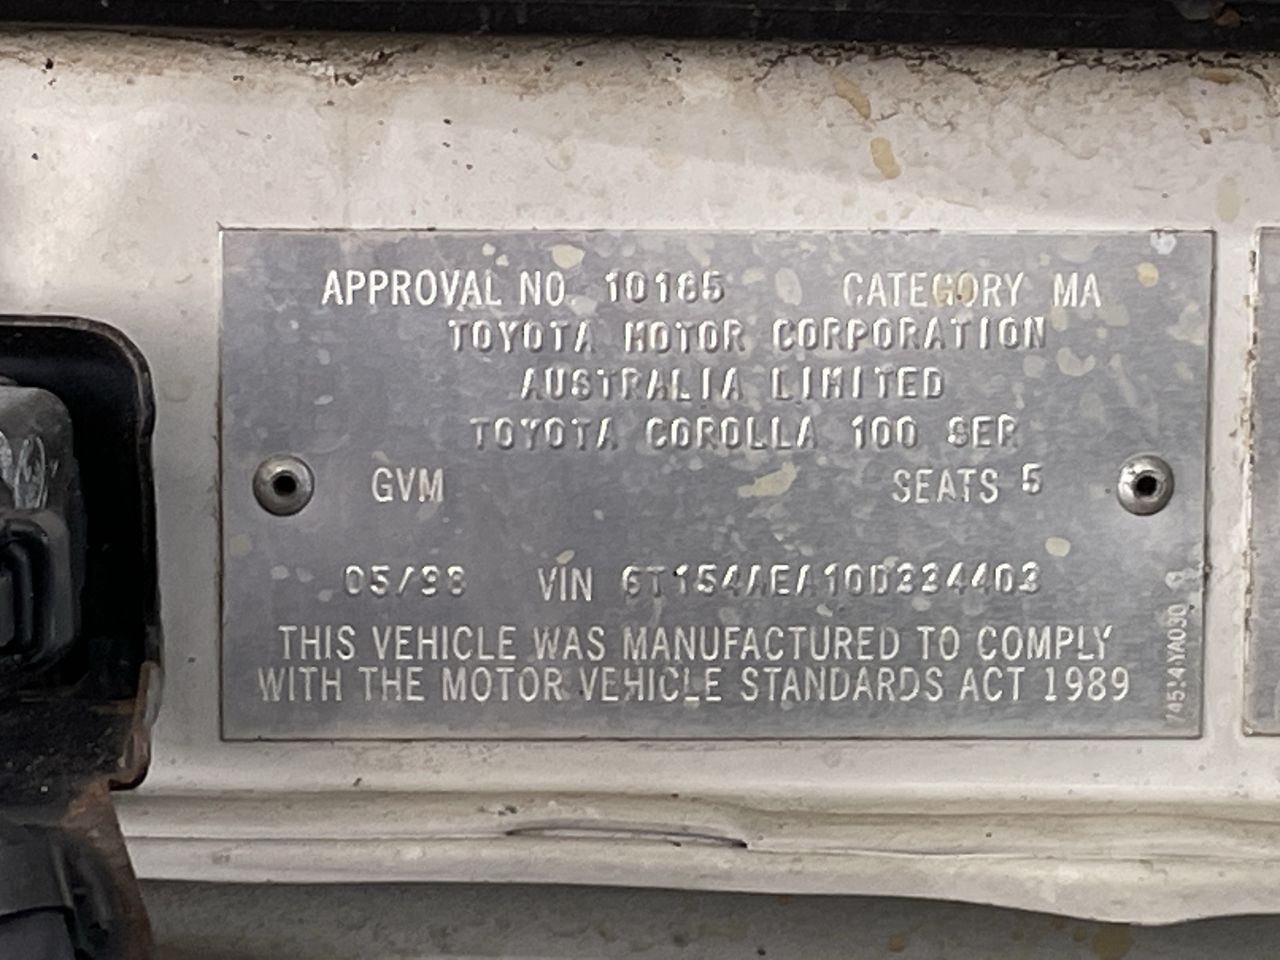 APPROVAL NO. 10165 CATEGORY MA
TOYOTA MOTOR CORPORATION
AUSTRALIA LIMITED
TOYOTA COROLLA 100 SER
GVM SEATS 5
05/98 VIN 6T154AEA10D334403
THIS VEHICLE WAS MANUFACTURED TO COMPLY
WITH THE MOTOR VEHICLE STANDARDS ACT 1989